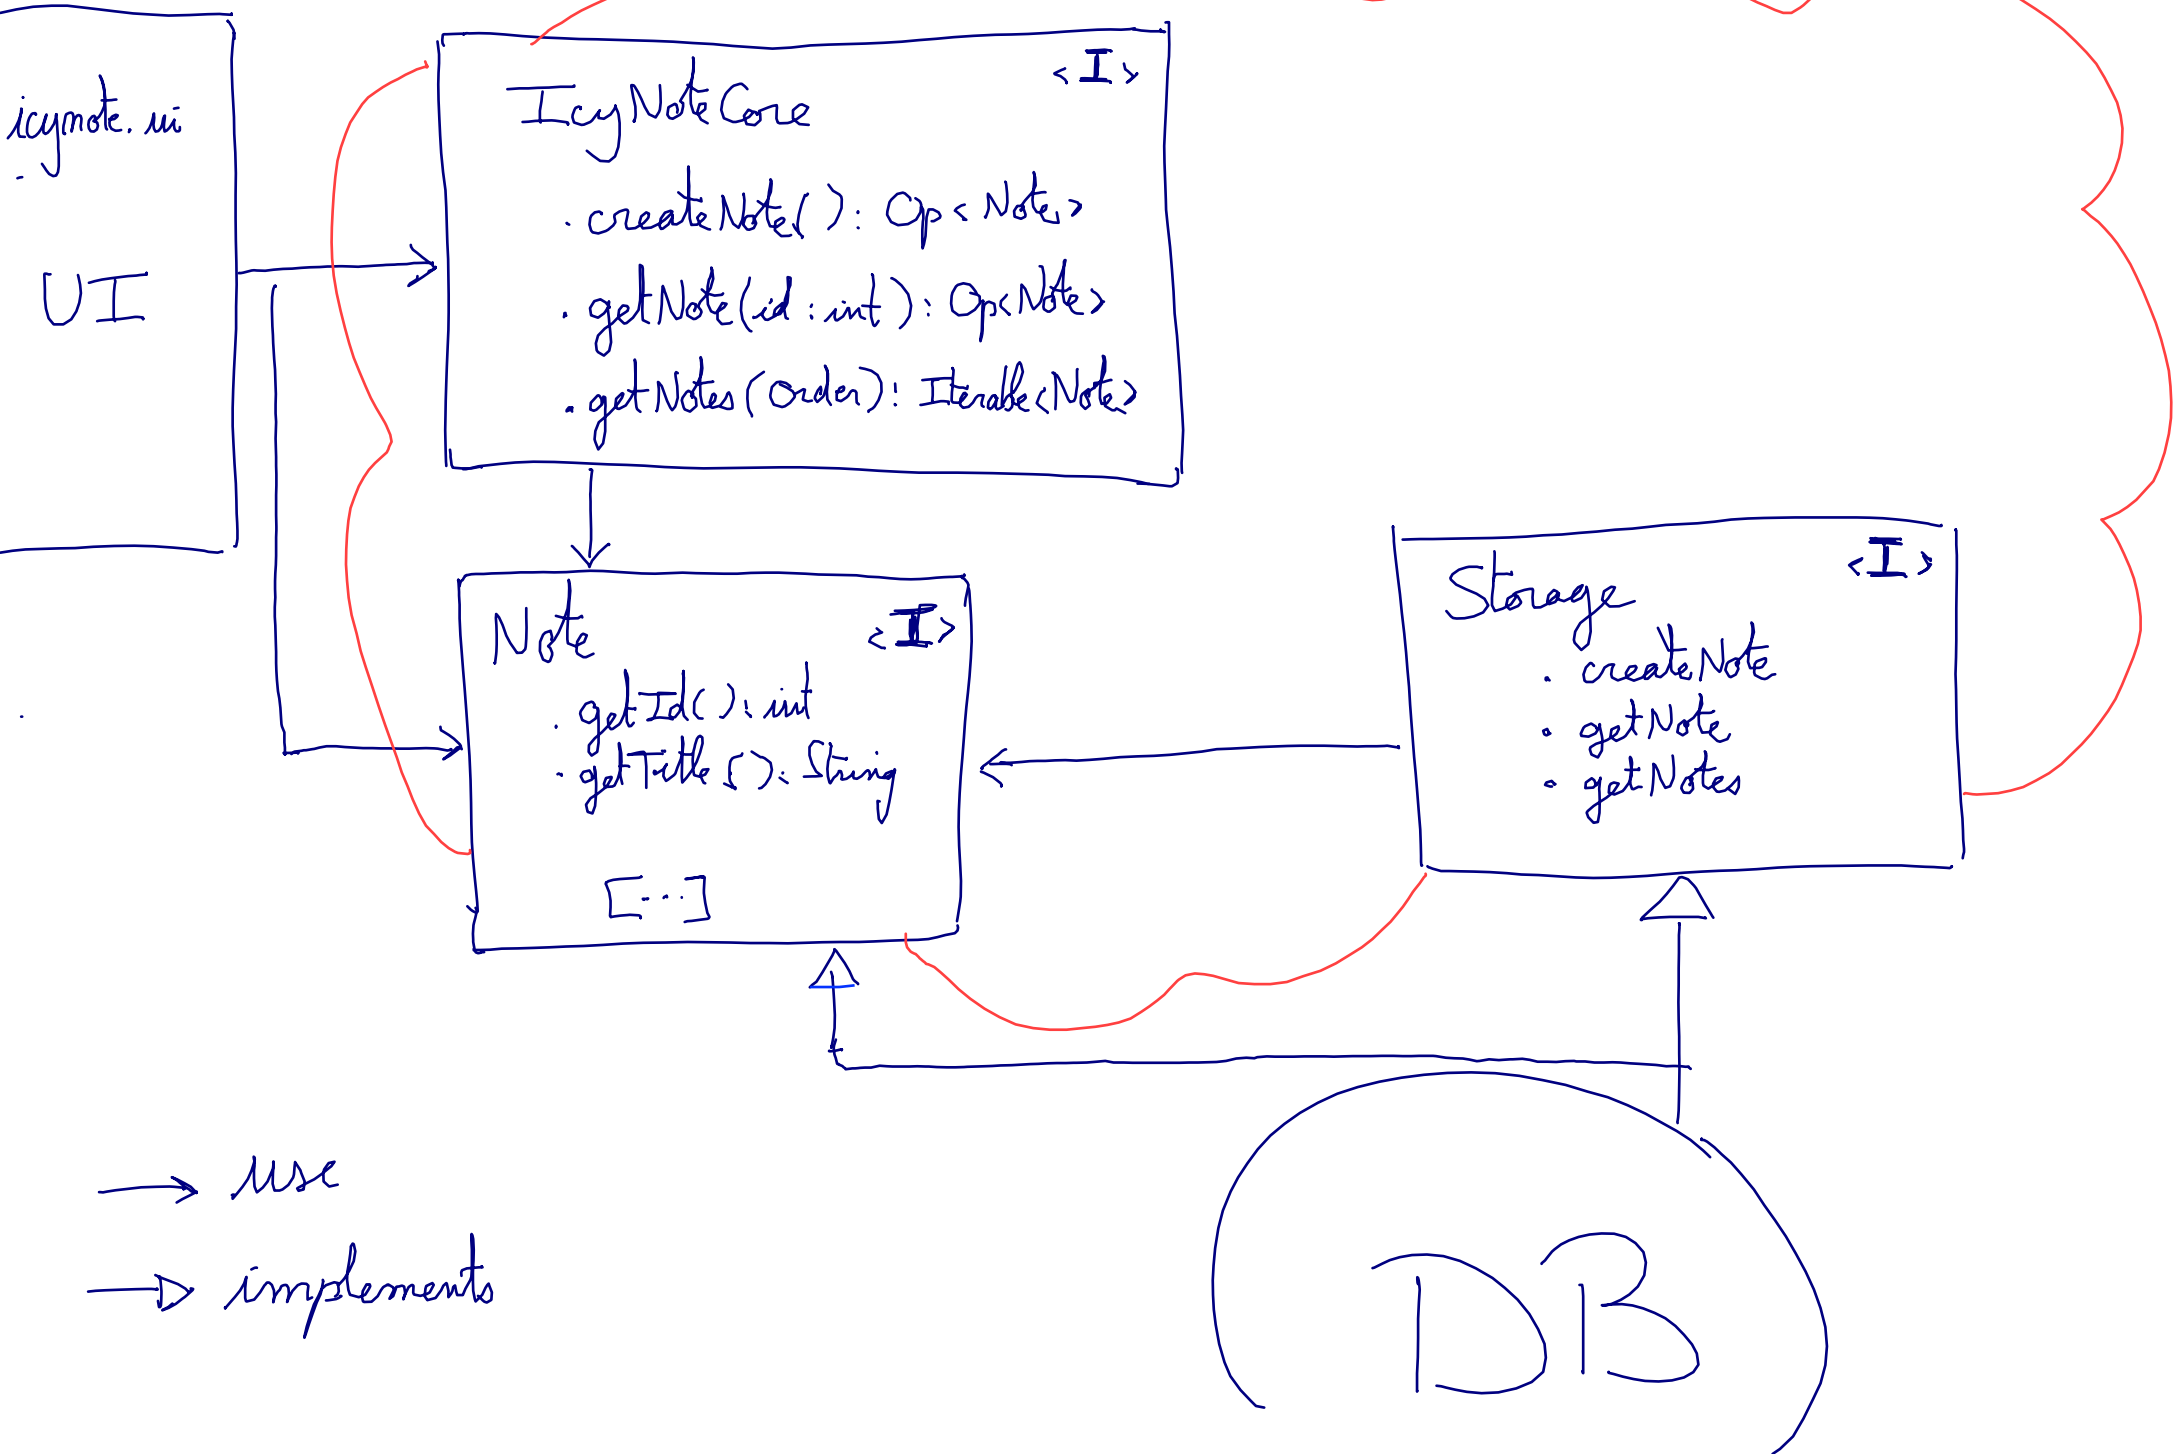 icynote.ui
UI
IcyNoteCore <I>
. createNote( ): Op<Note>
. getNote(id : int ): Op<Note>
. getNotes(Order): Iterable<Note>
Note <I>
. getId( ): int
. getTitle( ): String
[...]
Storage <I>
. createNote
. getNote
. getNotes
use
implements
DB